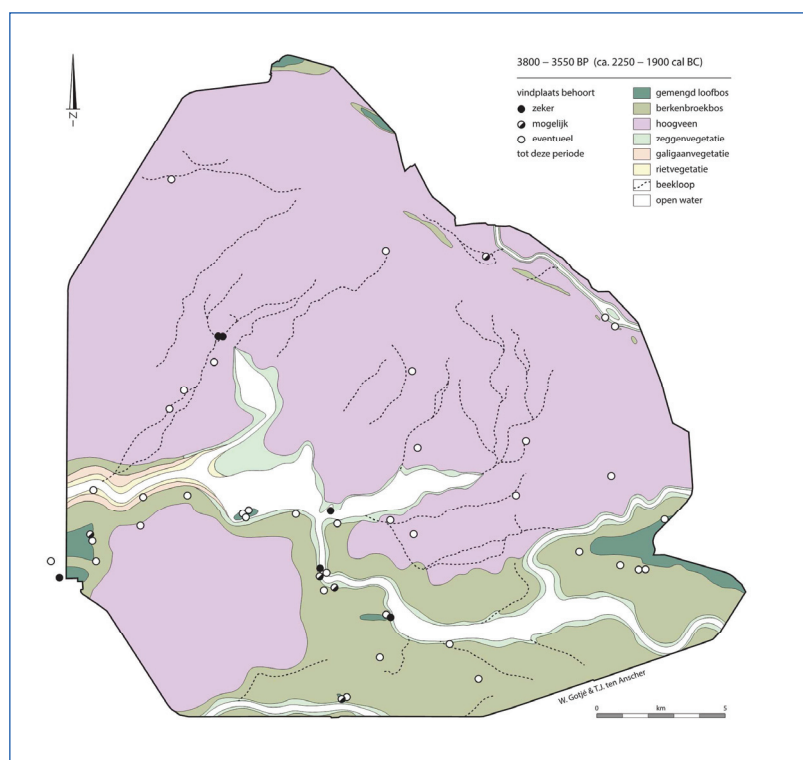 3800 – 3550 BP (ca. 2250 – 1900 cal BC)
vindplaats behoort
zeker
mogelijk
eventueel
tot deze periode
gemengd loofbos
berkenbroekbos
hoogveen
zeggenvegetatie
galigaanvegetatie
rietvegetatie
beekloop
open water
N
W. Gotjé & T.J. ten Anscher
0 km 5